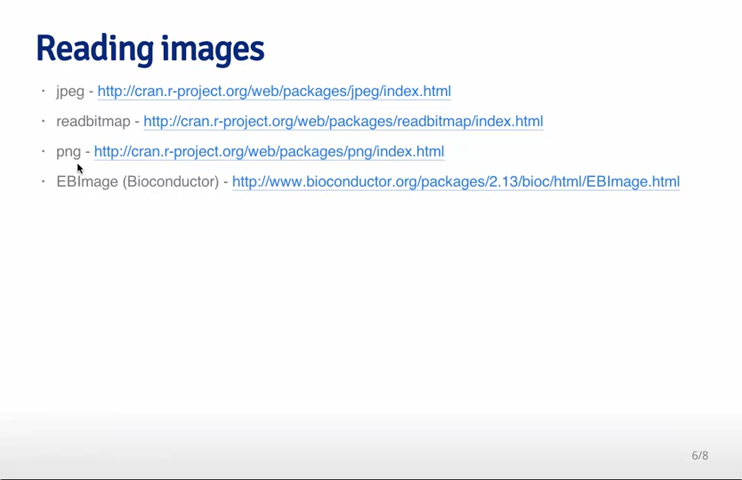 Reading images
· jpeg - http://cran.r-project.org/web/packages/jpeg/index.html
· readbitmap - http://cran.r-project.org/web/packages/readbitmap/index.html
· png - http://cran.r-project.org/web/packages/png/index.html
· EBImage (Bioconductor) - http://www.bioconductor.org/packages/2.13/bioc/html/EBImage.html
6/8